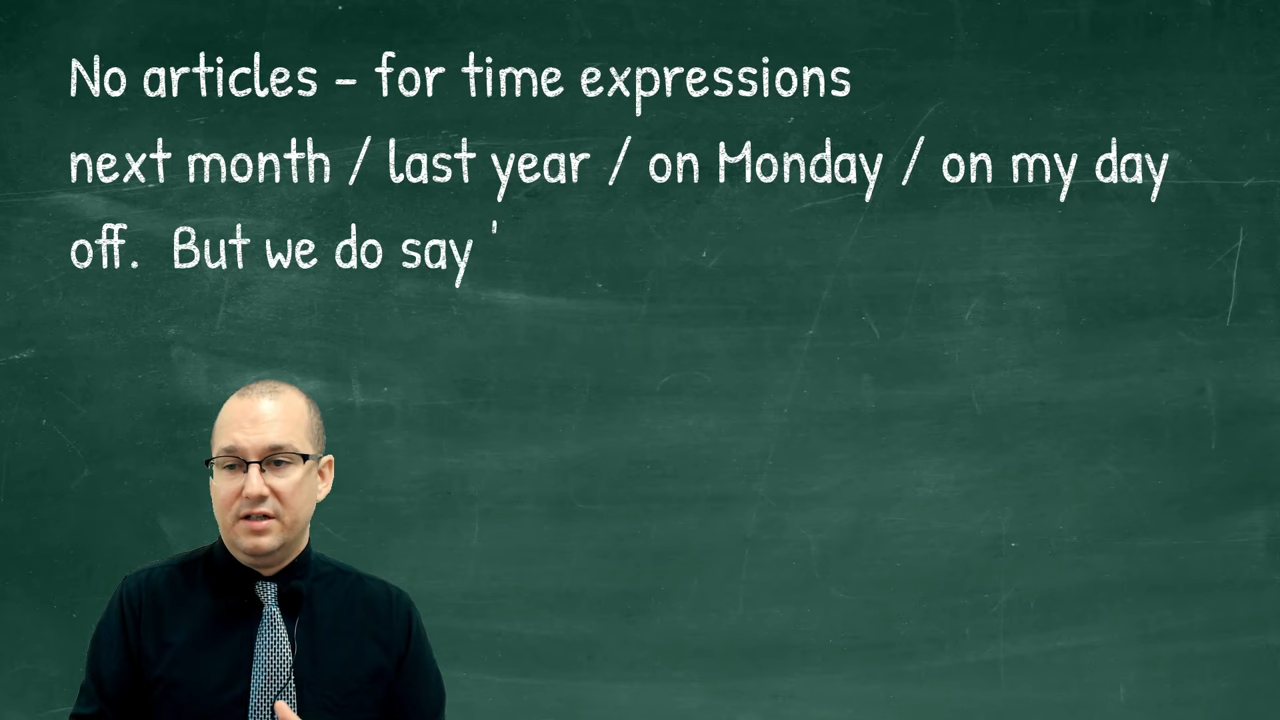 No articles – for time expressions
next month / last year / on Monday / on my day
off.  But we do say '